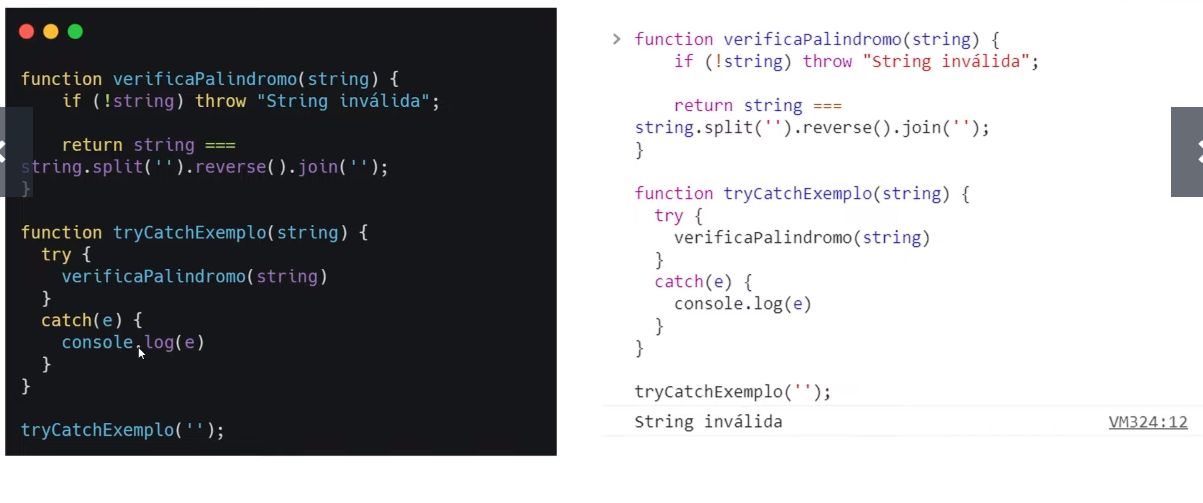 function verificaPalindromo(string) {
    if (!string) throw "String inválida";

    return string ===
string.split('').reverse().join('');
}

function tryCatchExemplo(string) {
  try {
    verificaPalindromo(string)
  }
  catch(e) {
    console.log(e)
  }
}

tryCatchExemplo('');

> function verificaPalindromo(string) {
    if (!string) throw "String inválida";

    return string ===
string.split('').reverse().join('');
}

function tryCatchExemplo(string) {
  try {
    verificaPalindromo(string)
  }
  catch(e) {
    console.log(e)
  }
}

tryCatchExemplo('');
String inválida VM324:12